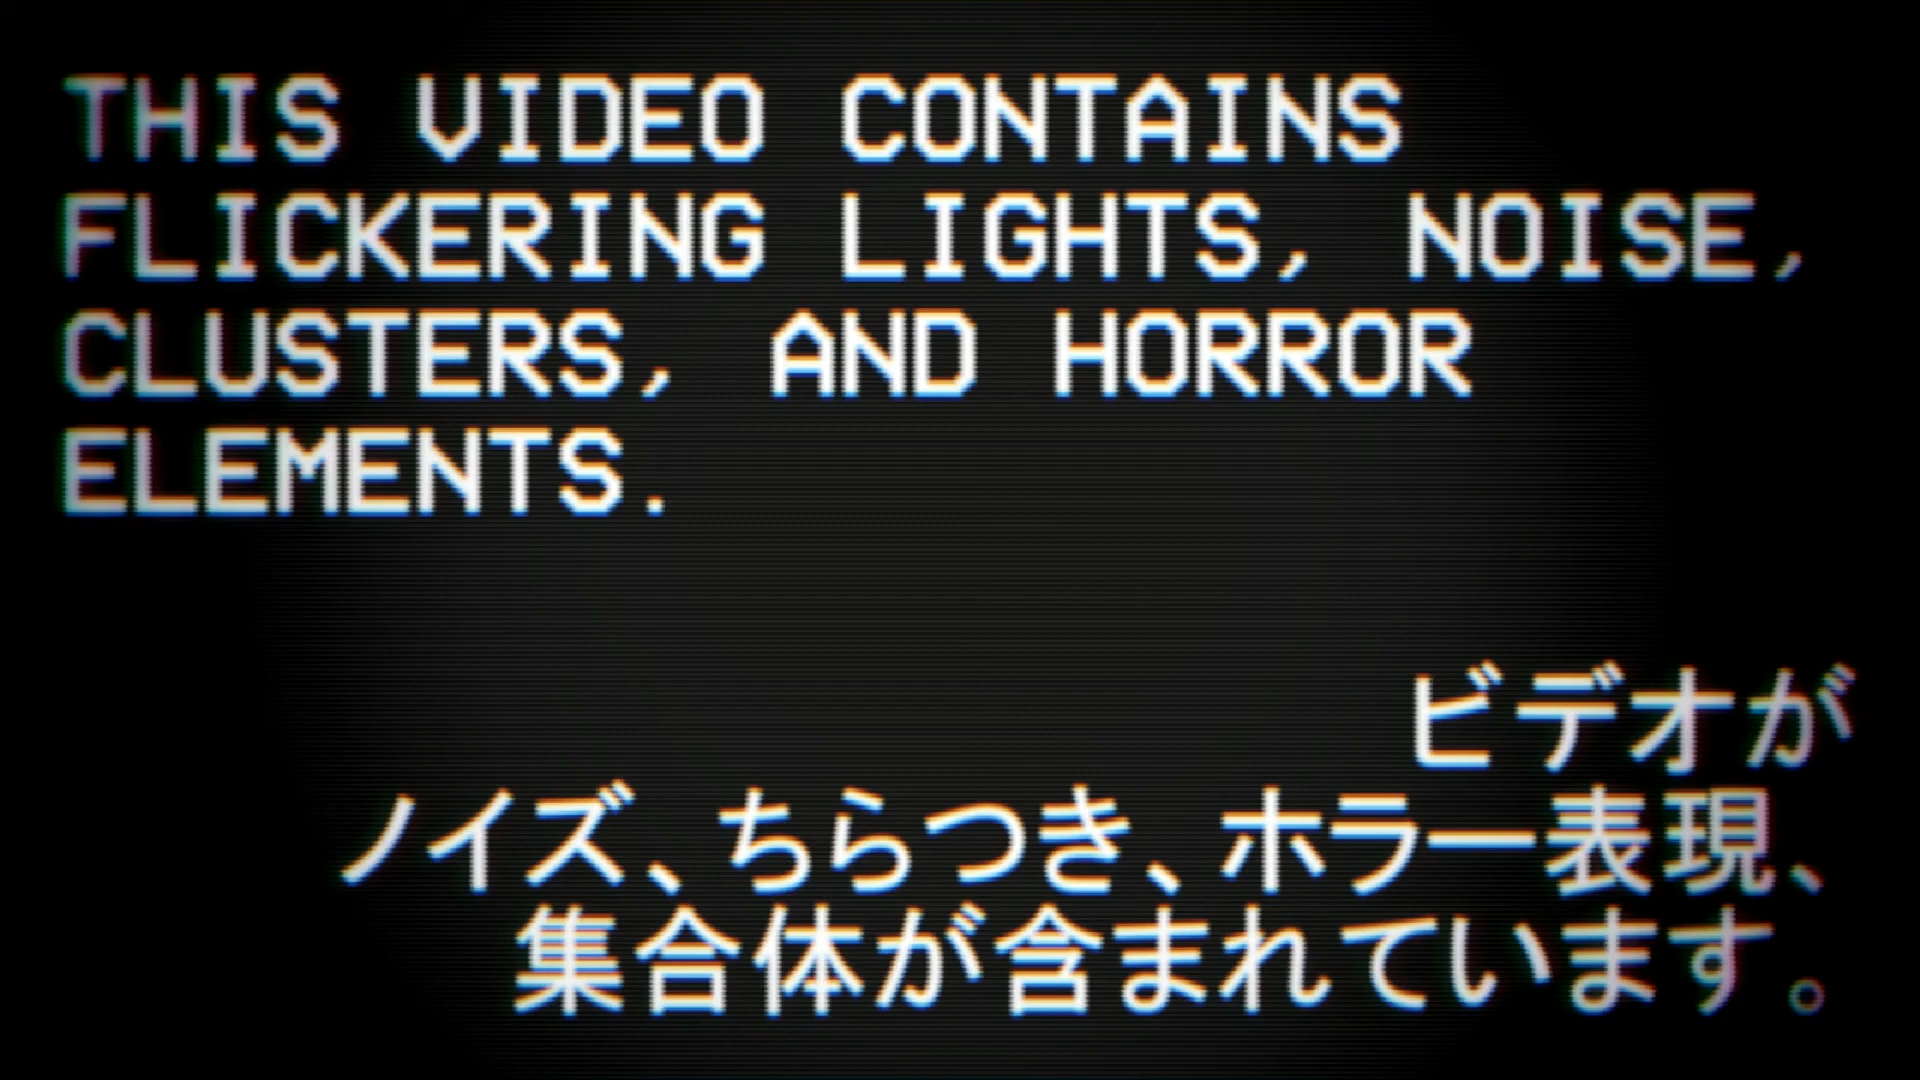 THIS VIDEO CONTAINS
FLICKERING LIGHTS, NOISE,
CLUSTERS, AND HORROR
ELEMENTS.
ビデオが
ノイズ、ちらつき、ホラー表現、
集合体が含まれています。